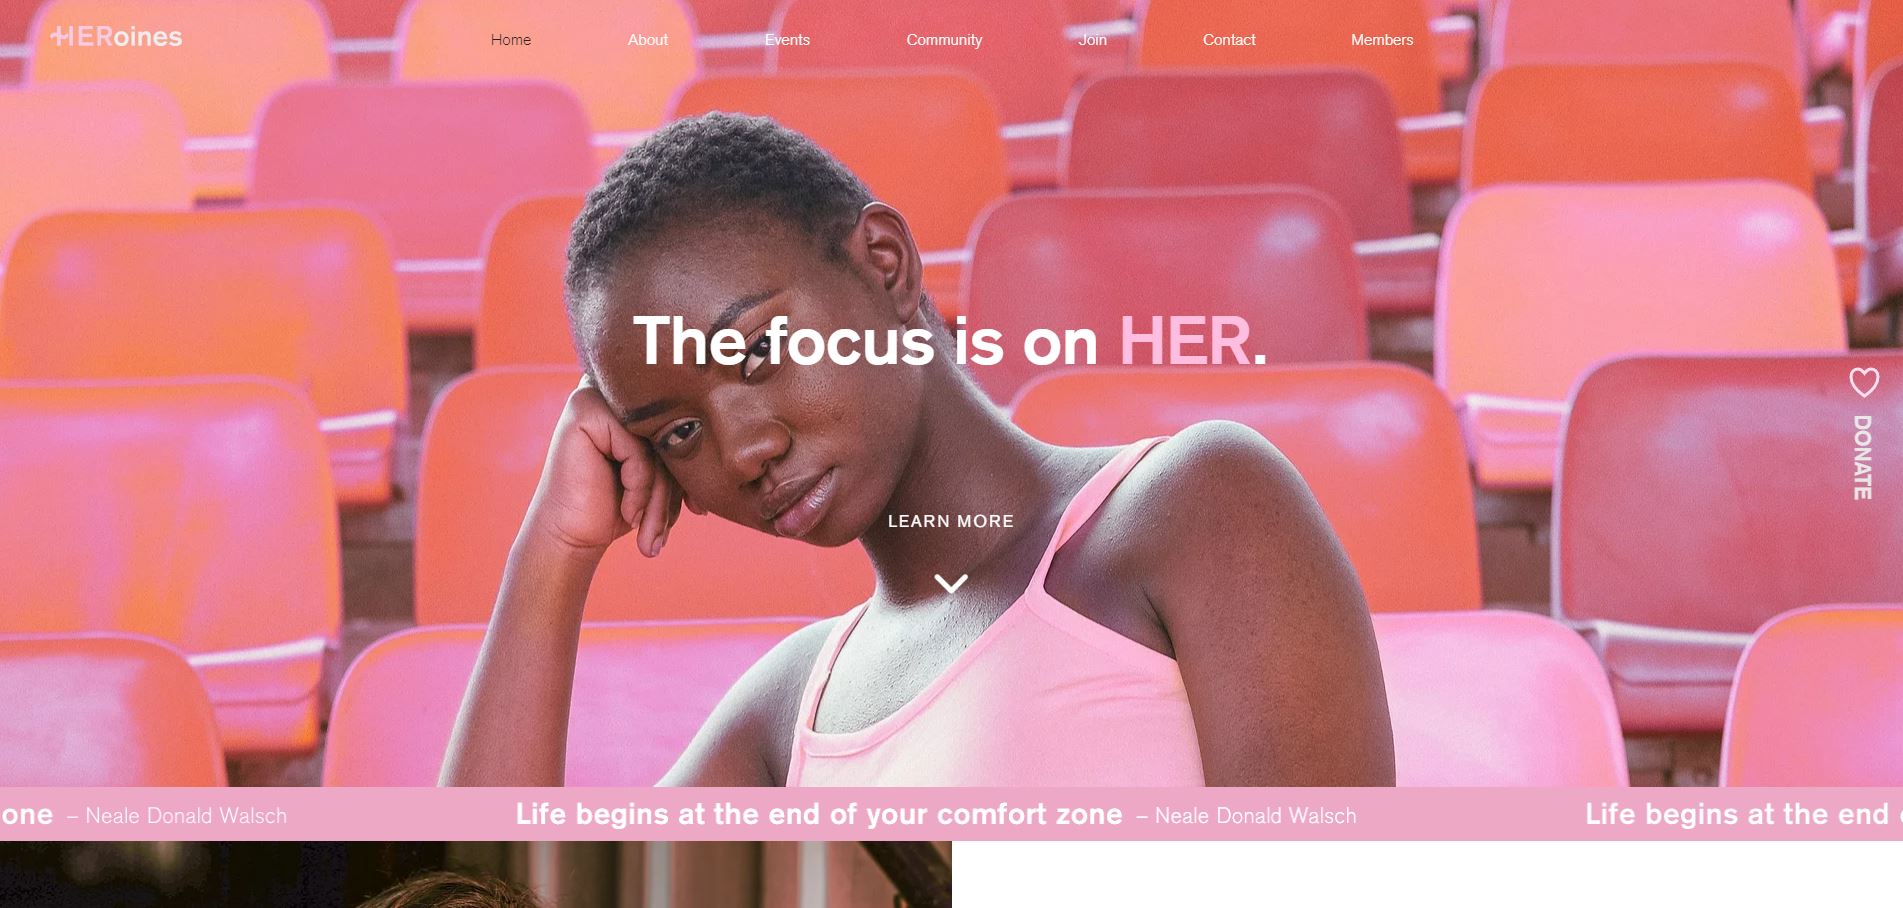 HERoines
Home
About
Events
Community
Join
Contact
Members
The focus is on HER.
DONATE
LEARN MORE
one – Neale Donald Walsch
Life begins at the end of your comfort zone – Neale Donald Walsch
Life begins at the end